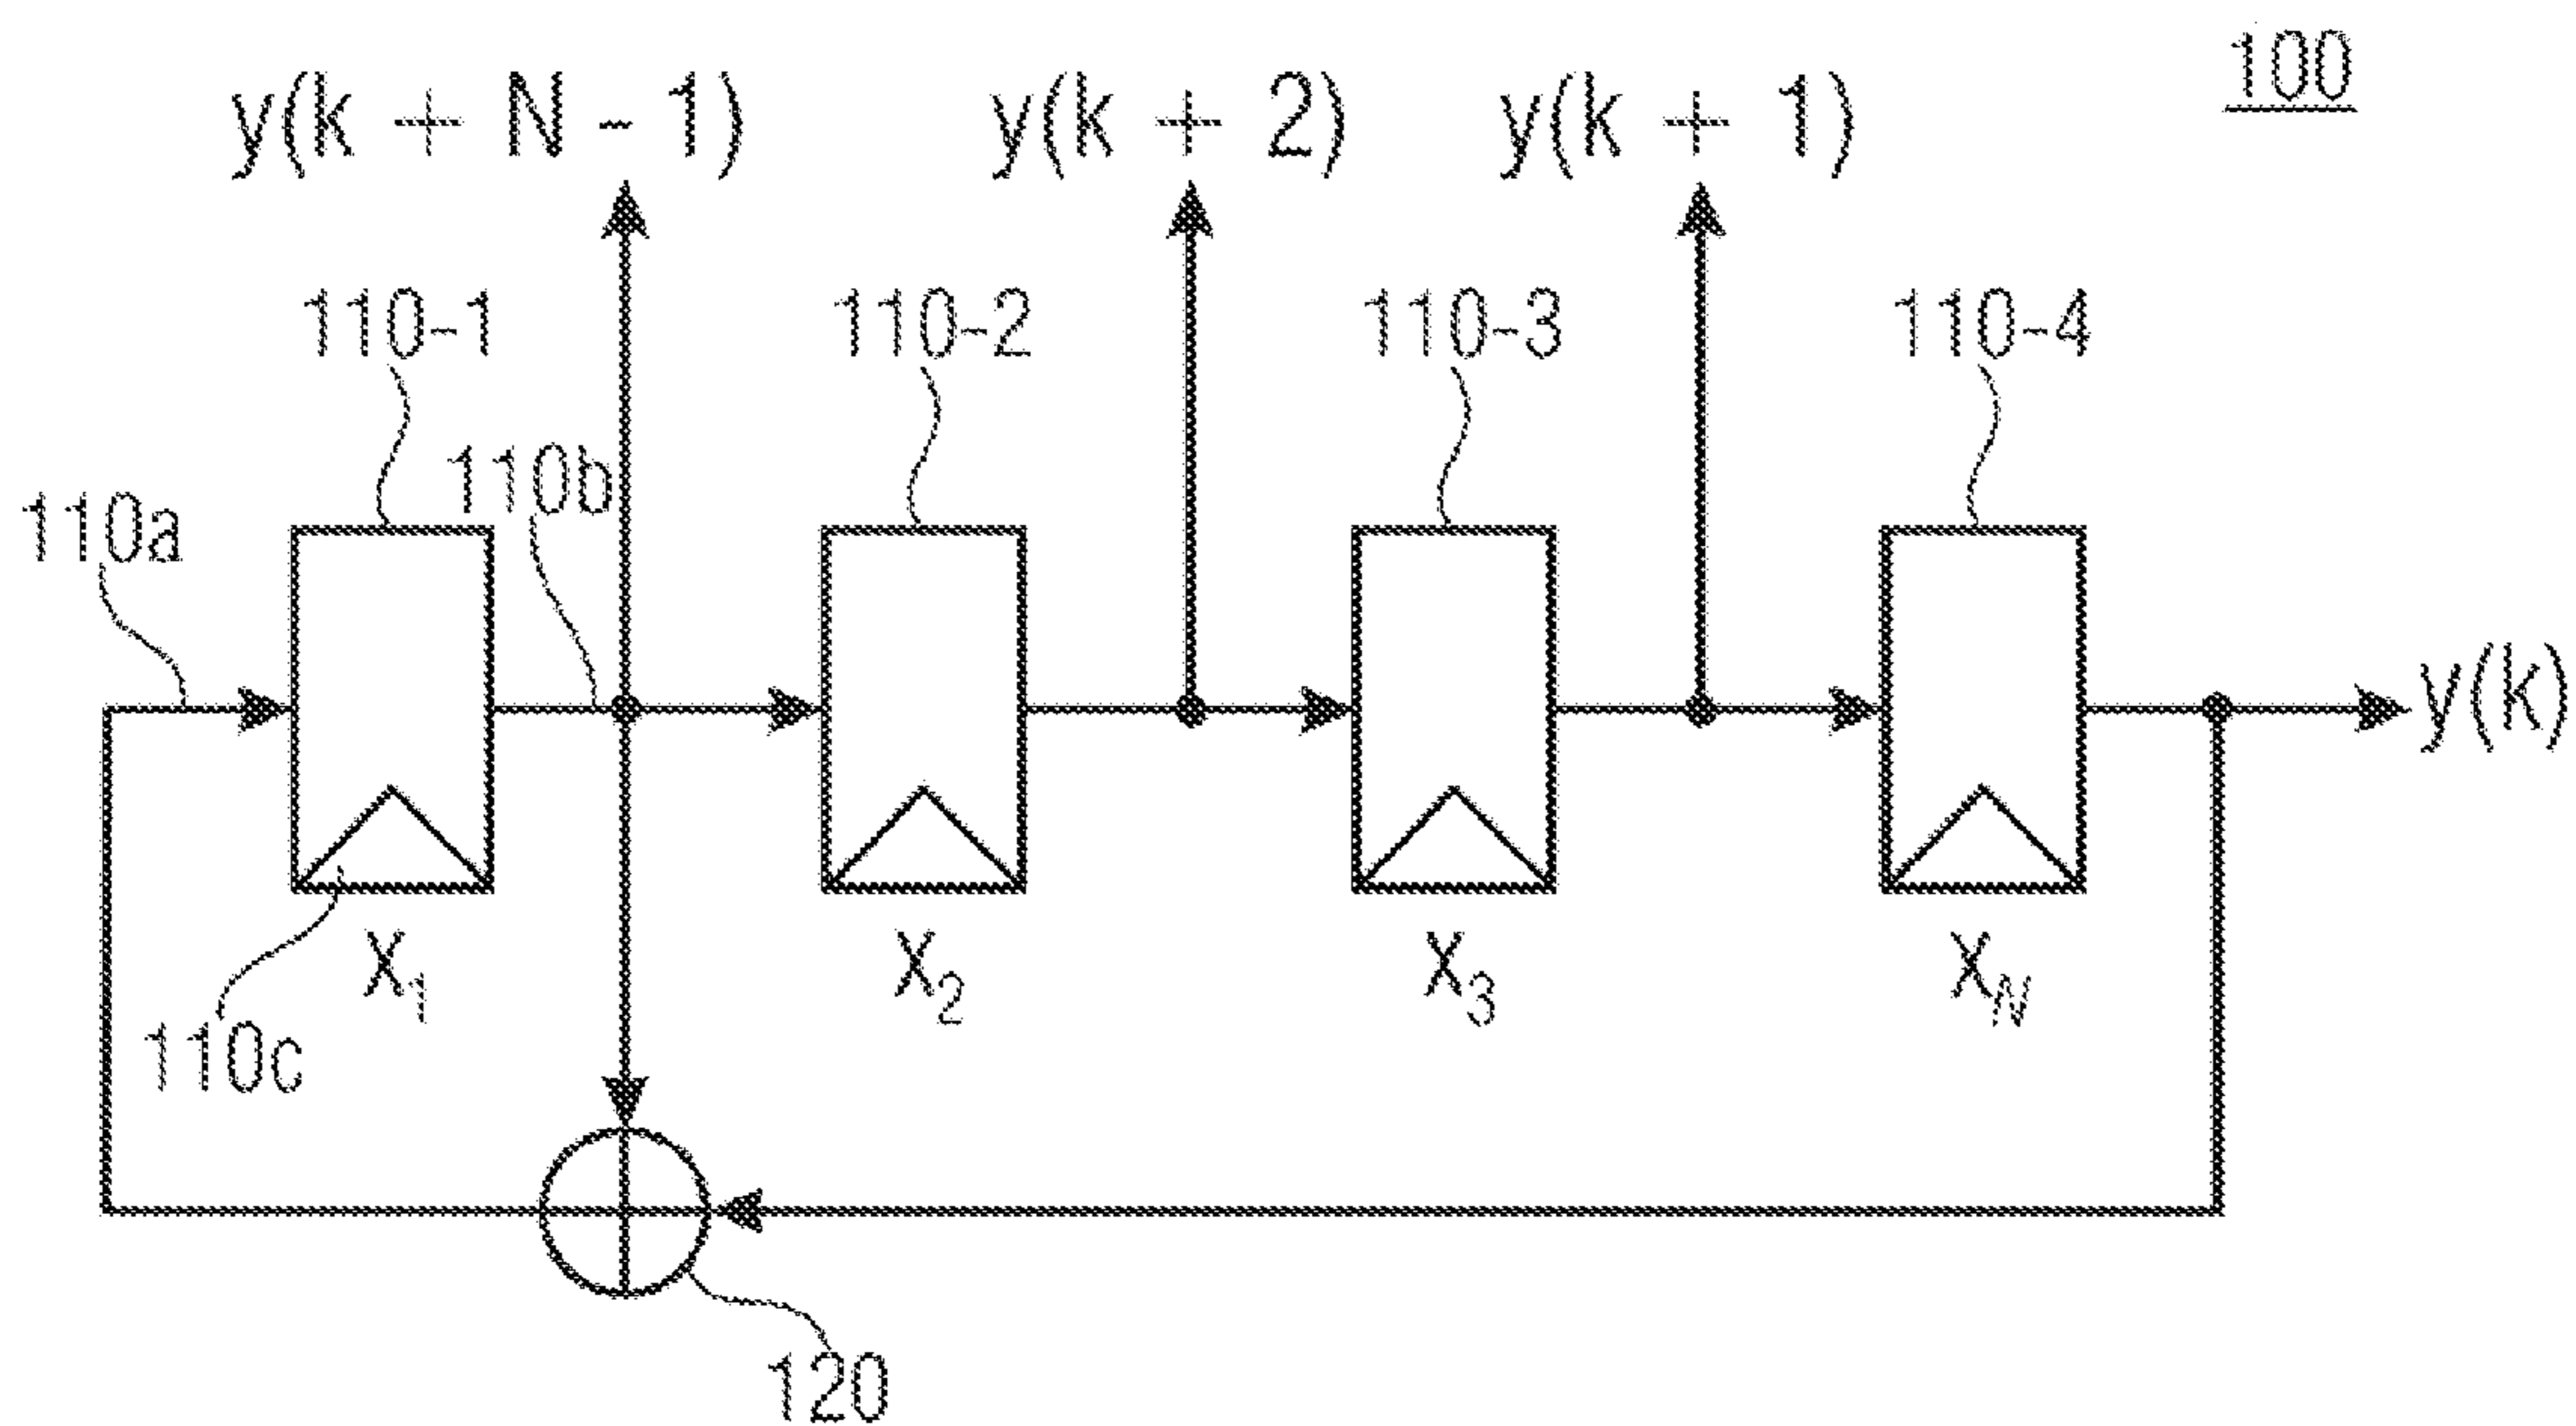 100
y(k + N - 1) y(k + 2) y(k + 1)
110-1 110-2 110-3 110-4
110b
110a
y(k)
X₁ X₂ X₃ X_N
110c
120